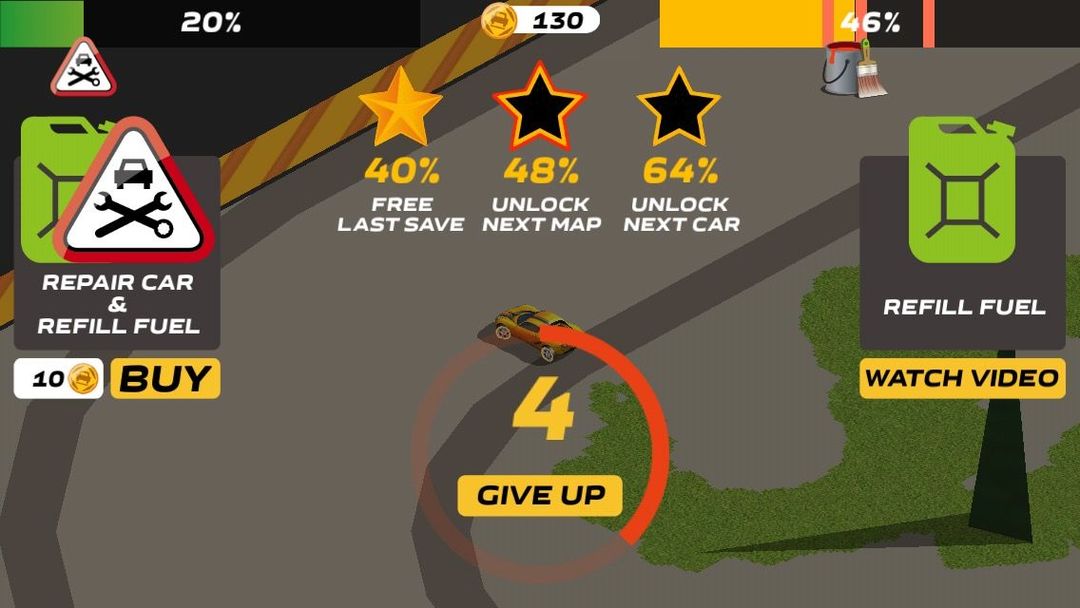 20%
130
46%
40%
48%
64%
FREE
LAST SAVE
UNLOCK
NEXT MAP
UNLOCK
NEXT CAR
REPAIR CAR
&
REFILL FUEL
10
BUY
REFILL FUEL
WATCH VIDEO
4
GIVE UP